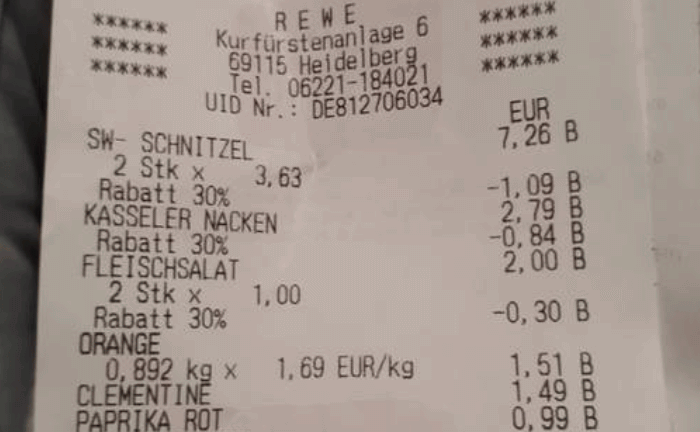 ****** R E W E ******
****** Kurfürstenanlage 6 ******
****** 69115 Heidelberg ******
Tel. 06221-184021
UID Nr.: DE812706034
EUR
SW- SCHNITZEL 7,26 B
2 Stk x 3,63
Rabatt 30% -1,09 B
KASSELER NACKEN 2,79 B
Rabatt 30% -0,84 B
FLEISCHSALAT 2,00 B
2 Stk x 1,00
Rabatt 30% -0,30 B
ORANGE
0,892 kg x 1,69 EUR/kg 1,51 B
CLEMENTINE 1,49 B
PAPRIKA ROT 0,99 B